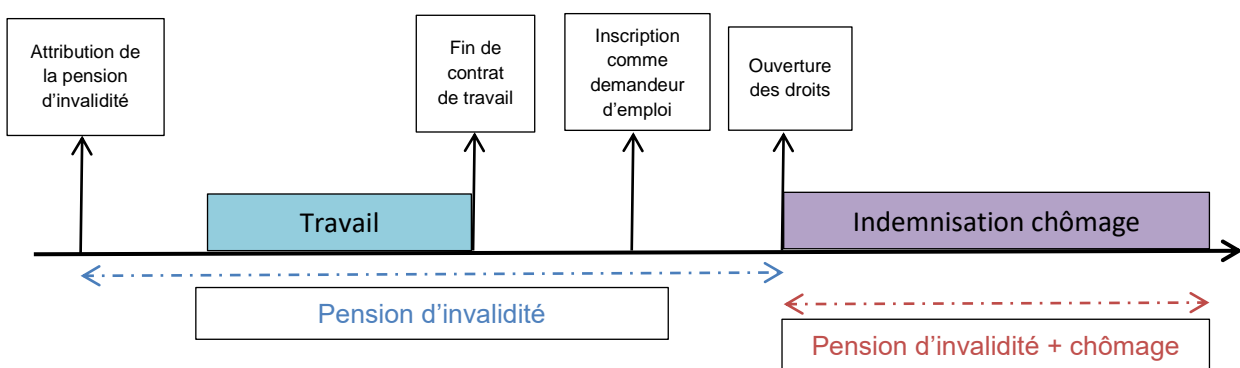 Attribution de
la pension
d'invalidité
Fin de
contrat
de travail
Inscription
comme
demandeur
d'emploi
Ouverture
des droits
Travail
Indemnisation chômage
Pension d'invalidité
Pension d'invalidité + chômage